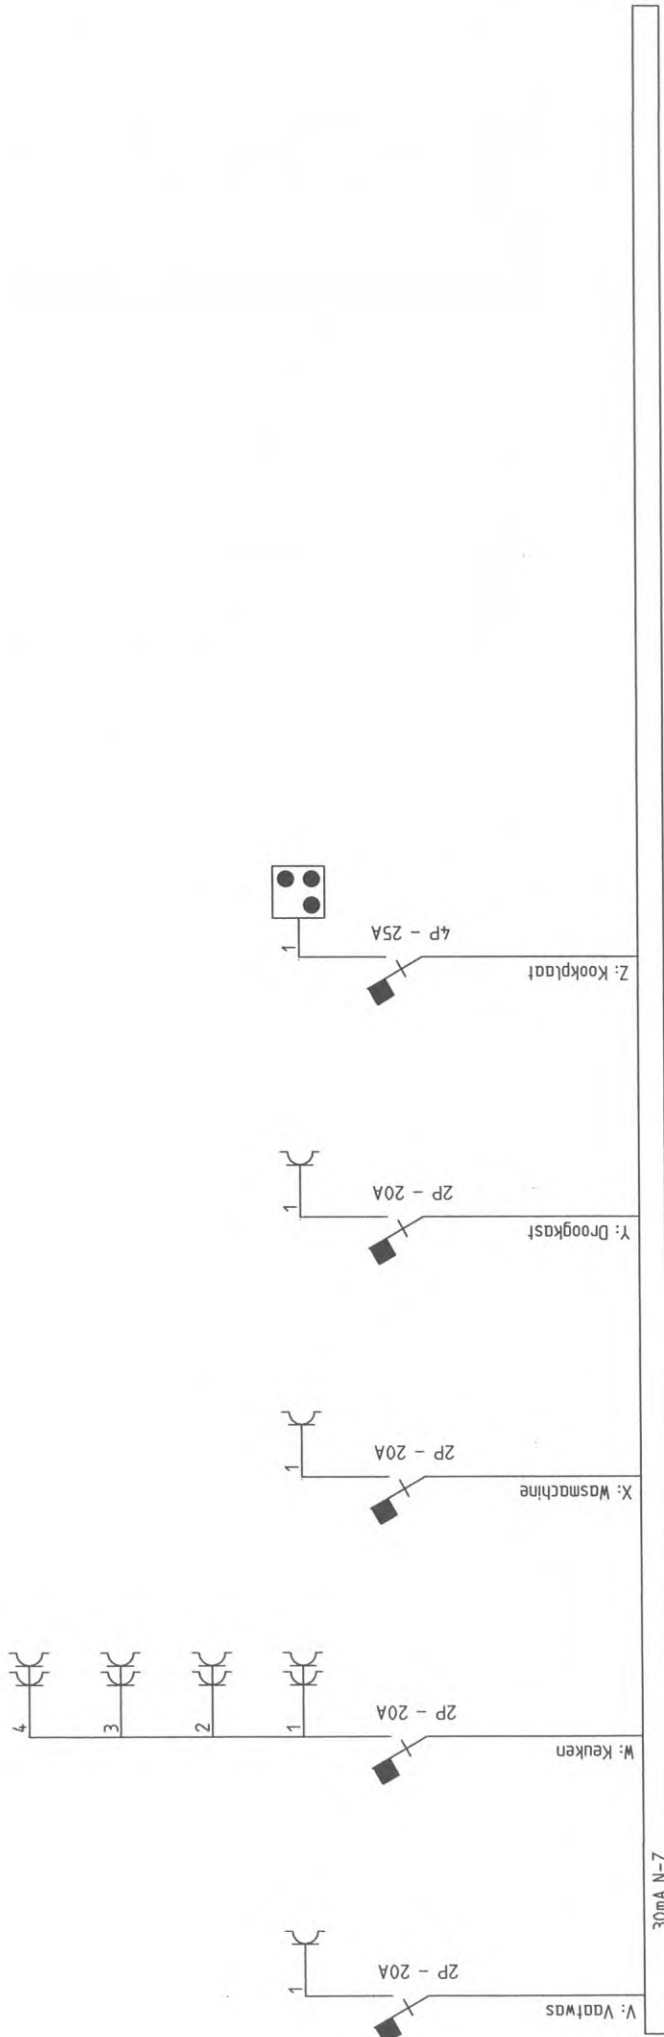 Z: Kookplaat
4P - 25A
1
Y: Droogkast
2P - 20A
1
X: Wasmachine
2P - 20A
1
W: Keuken
2P - 20A
1
2
3
4
V: Vaatwas
2P - 20A
1
30mA N-7